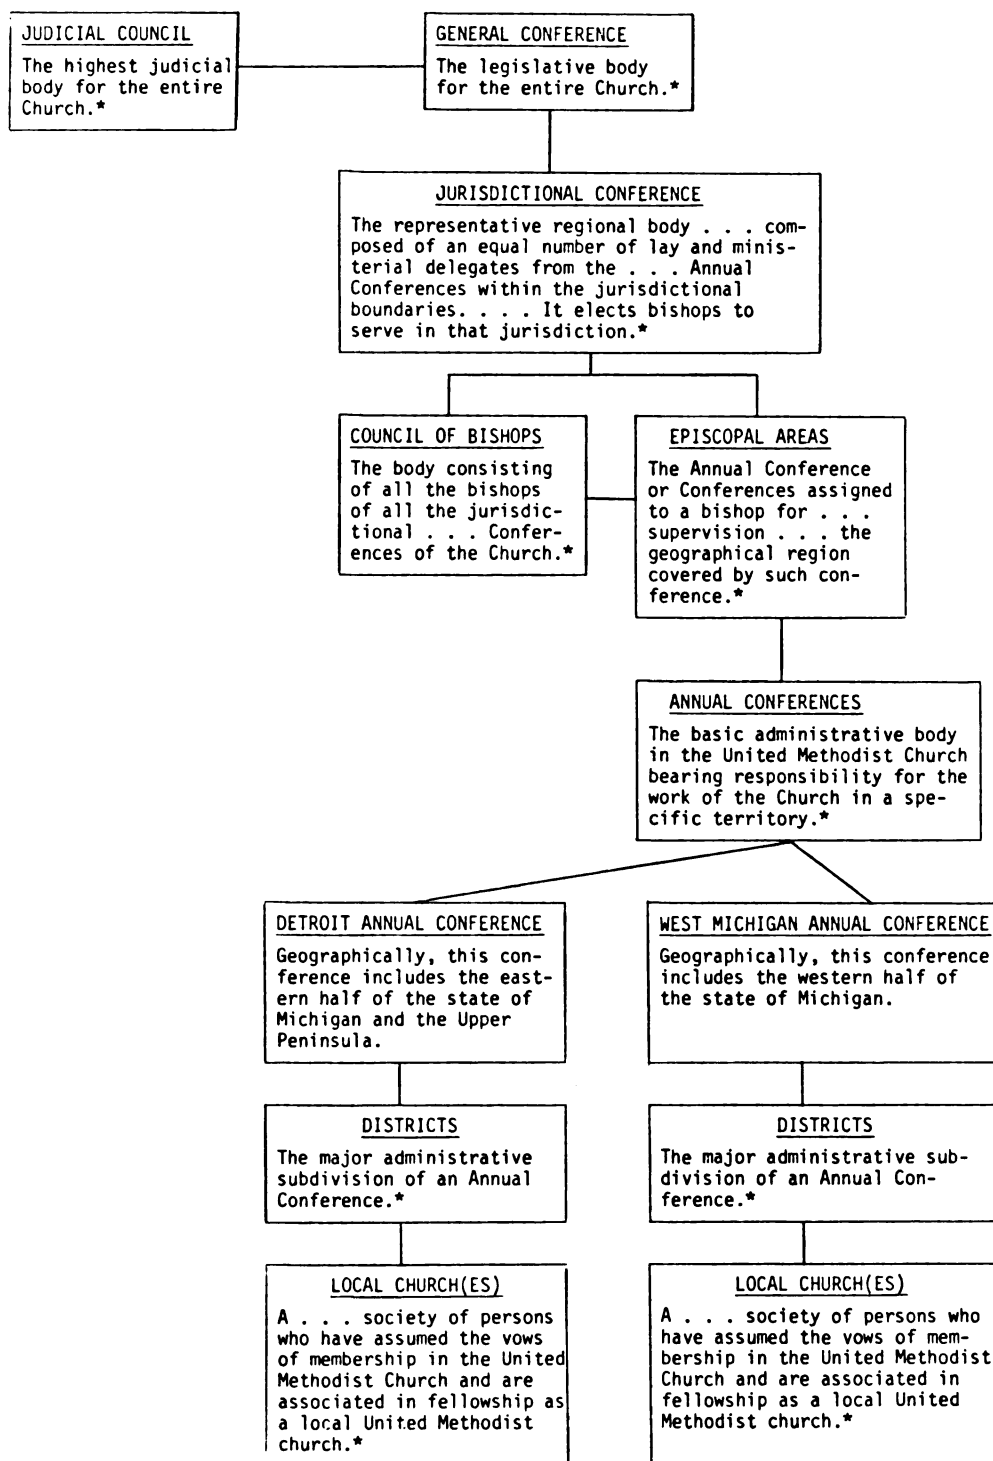 JUDICIAL COUNCIL
The highest judicial
body for the entire
Church.*
GENERAL CONFERENCE
The legislative body
for the entire Church.*
JURISDICTIONAL CONFERENCE
The representative regional body . . . com-
posed of an equal number of lay and minis-
terial delegates from the . . . Annual
Conferences within the jurisdictional
boundaries. . . . It elects bishops to
serve in that jurisdiction.*
COUNCIL OF BISHOPS
The body consisting
of all the bishops
of all the jurisdic-
tional . . . Confer-
ences of the Church.*
EPISCOPAL AREAS
The Annual Conference
or Conferences assigned
to a bishop for . . .
supervision . . . the
geographical region
covered by such con-
ference.*
ANNUAL CONFERENCES
The basic administrative body
in the United Methodist Church
bearing responsibility for the
work of the Church in a spe-
cific territory.*
DETROIT ANNUAL CONFERENCE
Geographically, this con-
ference includes the east-
ern half of the state of
Michigan and the Upper
Peninsula.
WEST MICHIGAN ANNUAL CONFERENCE
Geographically, this conference
includes the western half of
the state of Michigan.
DISTRICTS
The major administrative
subdivision of an Annual
Conference.*
DISTRICTS
The major administrative sub-
division of an Annual Con-
ference.*
LOCAL CHURCH(ES)
A . . . society of persons
who have assumed the vows
of membership in the United
Methodist Church and are
associated in fellowship as
a local United Methodist
church.*
LOCAL CHURCH(ES)
A . . . society of persons who
have assumed the vows of mem-
bership in the United Methodist
Church and are associated in
fellowship as a local United
Methodist church.*